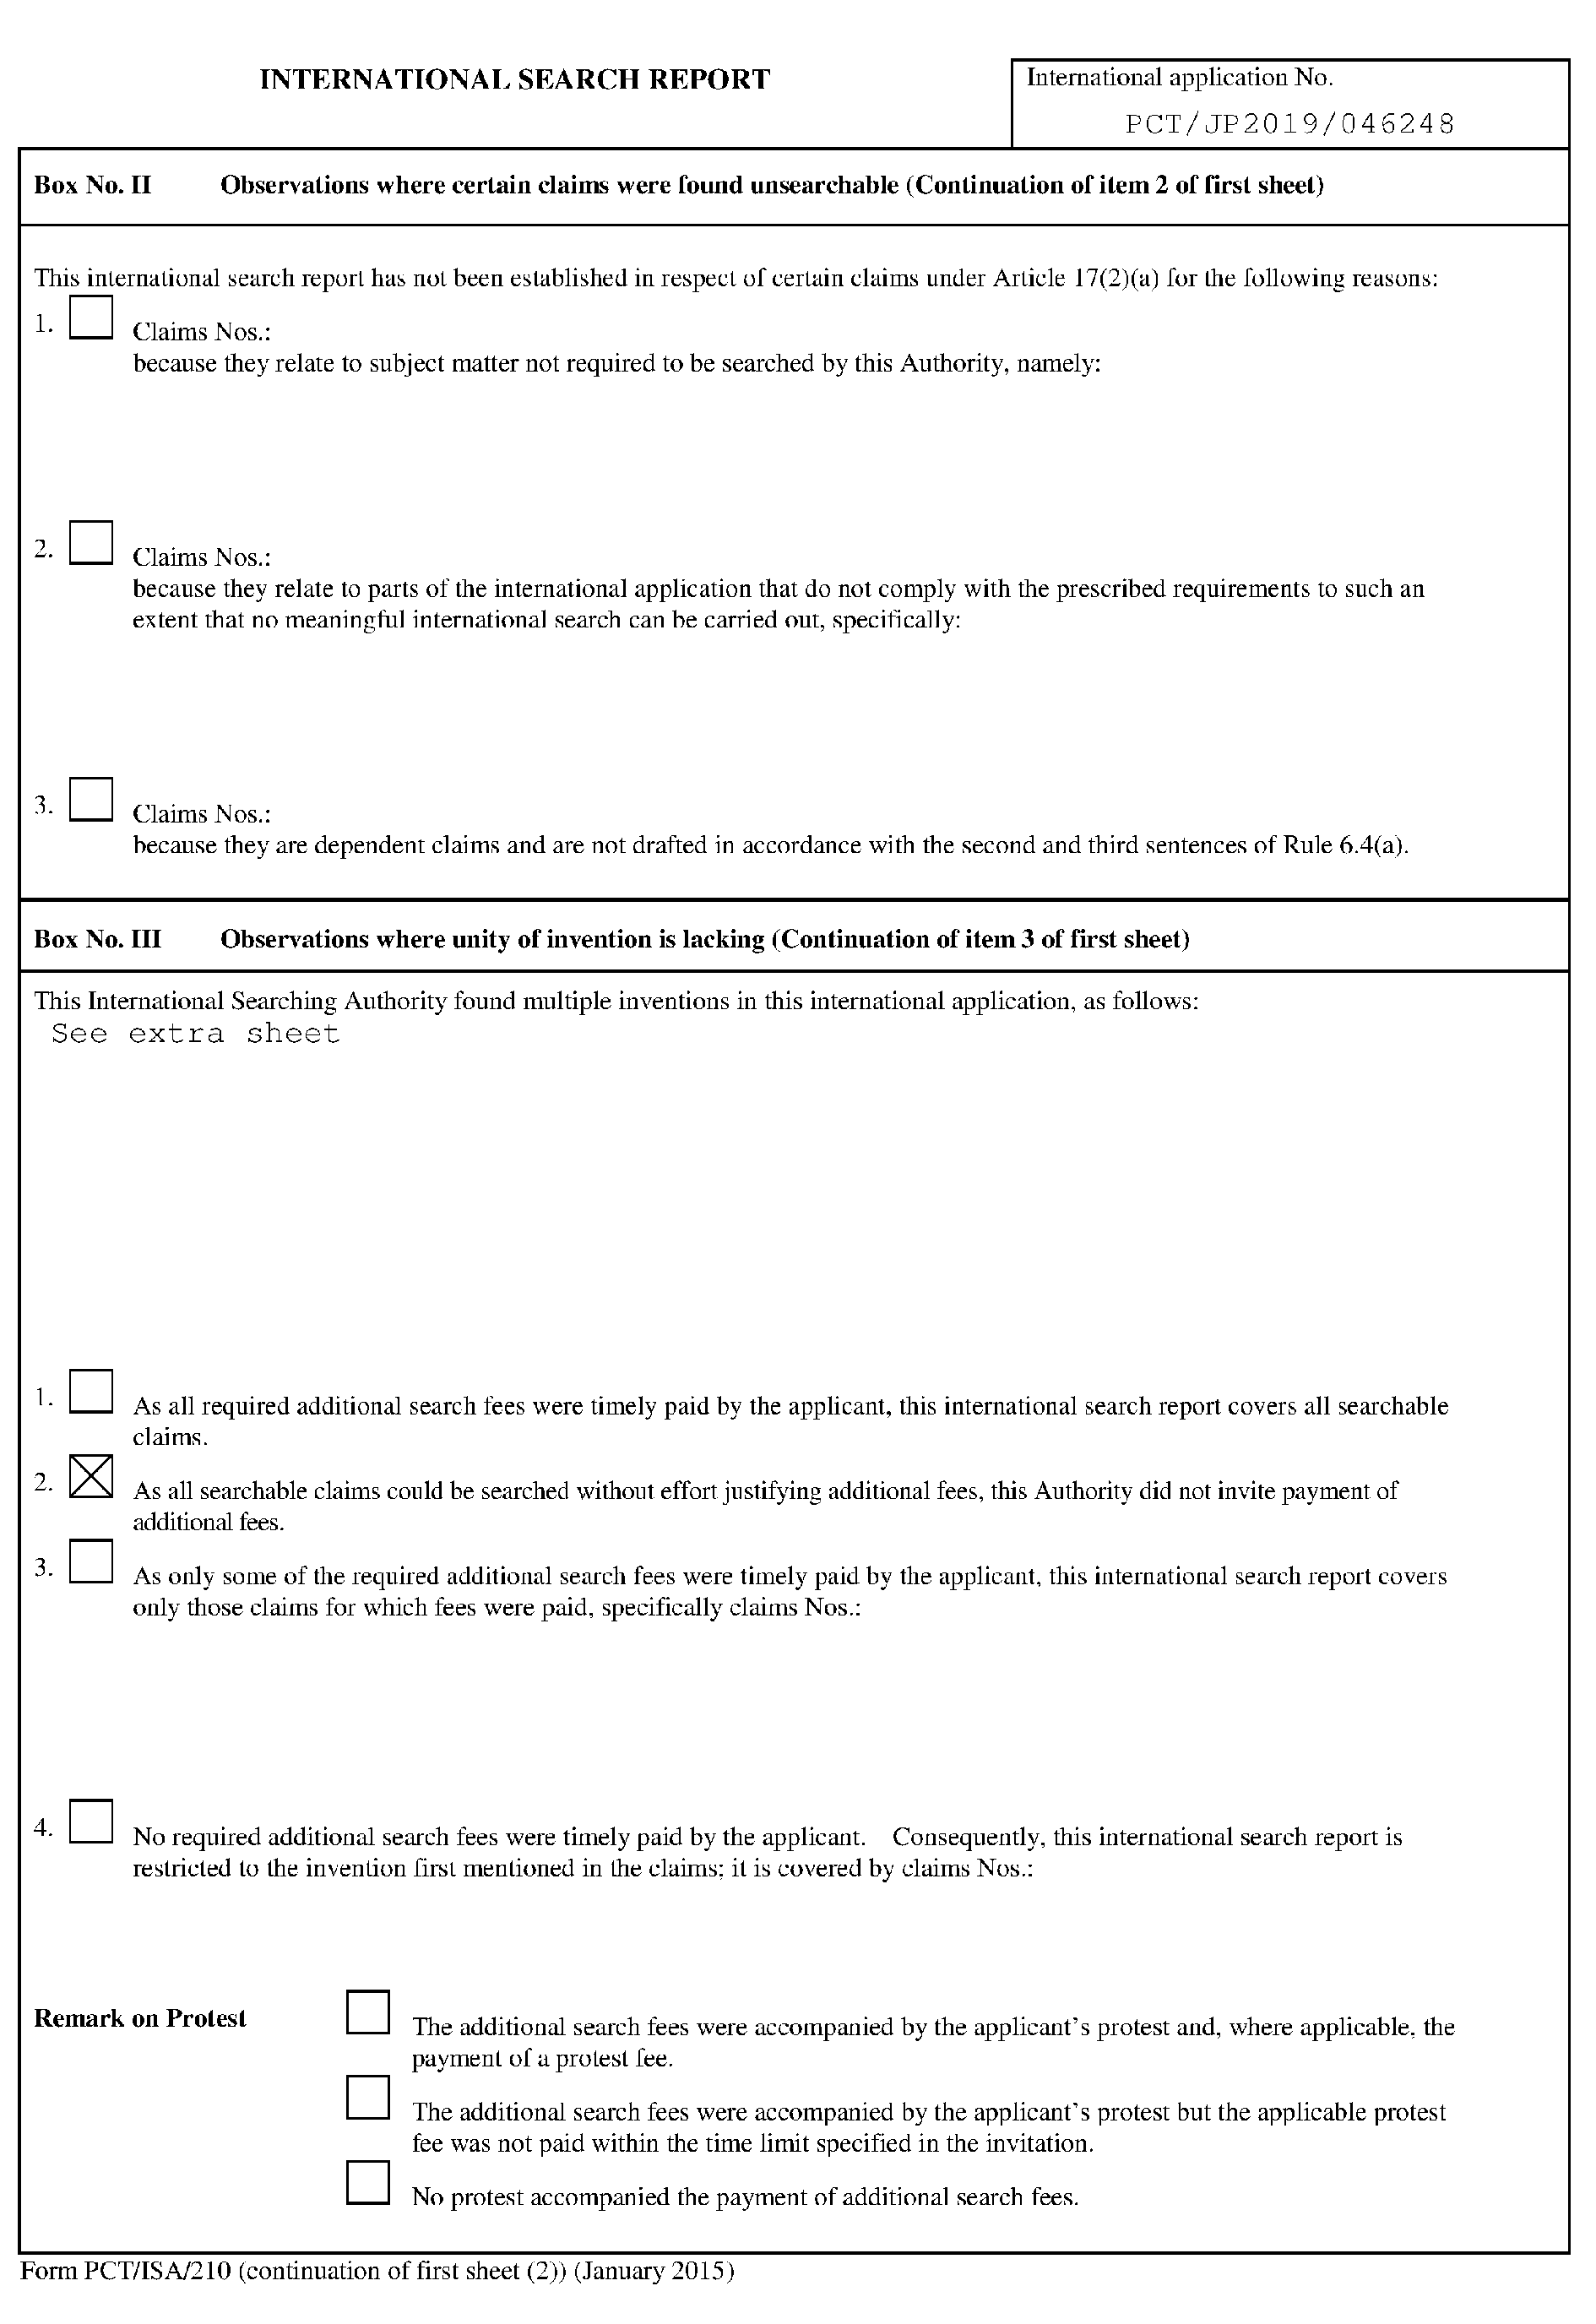 INTERNATIONAL SEARCH REPORT
International application No.
PCT/JP2019/046248
Box No. II Observations where certain claims were found unsearchable (Continuation of item 2 of first sheet)
This international search report has not been established in respect of certain claims under Article 17(2)(a) for the following reasons:
1. Claims Nos.:
because they relate to subject matter not required to be searched by this Authority, namely:
2. Claims Nos.:
because they relate to parts of the international application that do not comply with the prescribed requirements to such an
extent that no meaningful international search can be carried out, specifically:
3. Claims Nos.:
because they are dependent claims and are not drafted in accordance with the second and third sentences of Rule 6.4(a).
Box No. III Observations where unity of invention is lacking (Continuation of item 3 of first sheet)
This International Searching Authority found multiple inventions in this international application, as follows:
See extra sheet
1. As all required additional search fees were timely paid by the applicant, this international search report covers all searchable
claims.
2. As all searchable claims could be searched without effort justifying additional fees, this Authority did not invite payment of
additional fees.
3. As only some of the required additional search fees were timely paid by the applicant, this international search report covers
only those claims for which fees were paid, specifically claims Nos.:
4. No required additional search fees were timely paid by the applicant. Consequently, this international search report is
restricted to the invention first mentioned in the claims; it is covered by claims Nos.:
Remark on Protest
The additional search fees were accompanied by the applicant's protest and, where applicable, the
payment of a protest fee.
The additional search fees were accompanied by the applicant's protest but the applicable protest
fee was not paid within the time limit specified in the invitation.
No protest accompanied the payment of additional search fees.
Form PCT/ISA/210 (continuation of first sheet (2)) (January 2015)